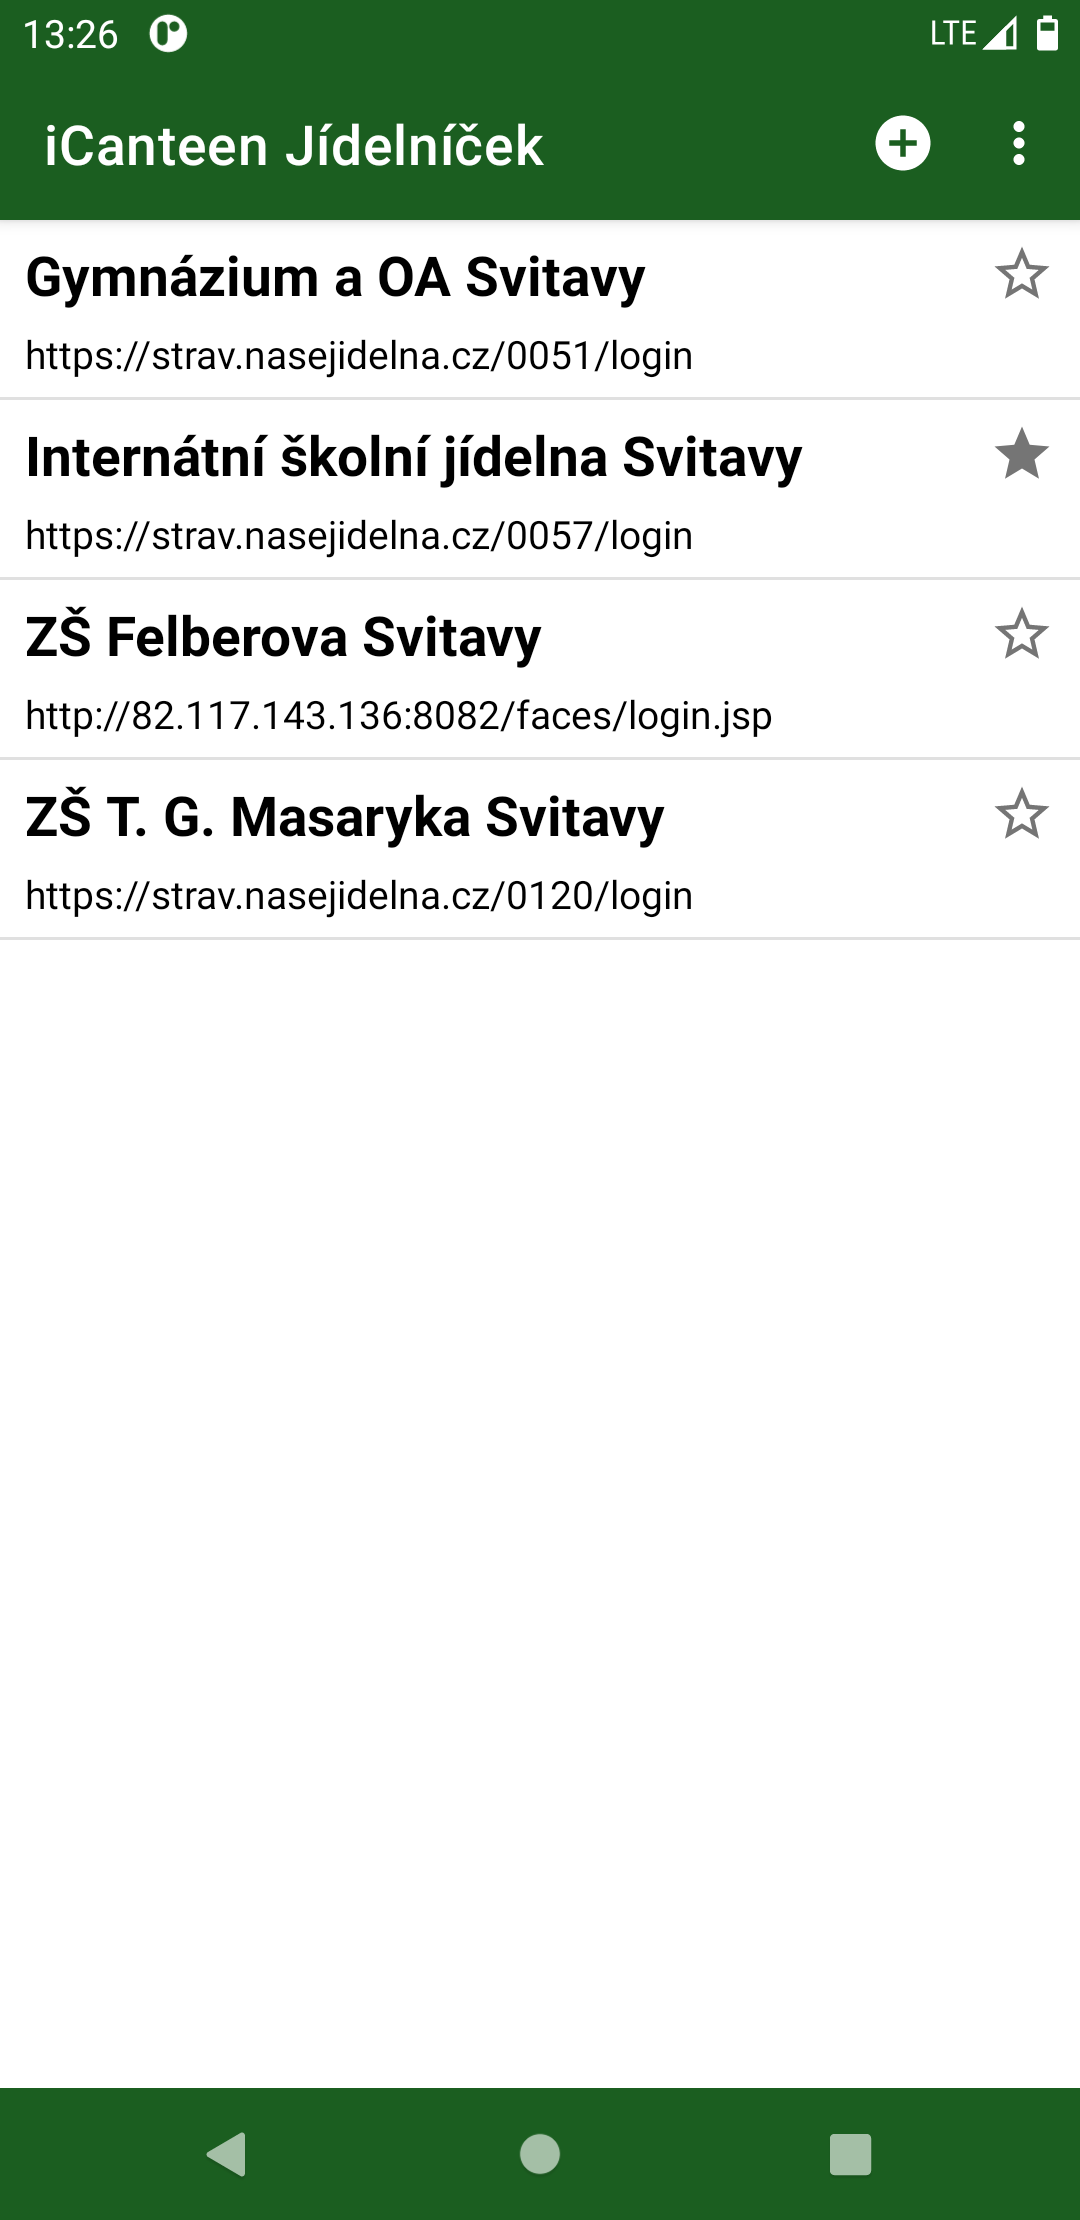 13:26
LTE
iCanteen Jídelníček
Gymnázium a OA Svitavy
https://strav.nasejidelna.cz/0051/login
Internátní školní jídelna Svitavy
https://strav.nasejidelna.cz/0057/login
ZŠ Felberova Svitavy
http://82.117.143.136:8082/faces/login.jsp
ZŠ T. G. Masaryka Svitavy
https://strav.nasejidelna.cz/0120/login